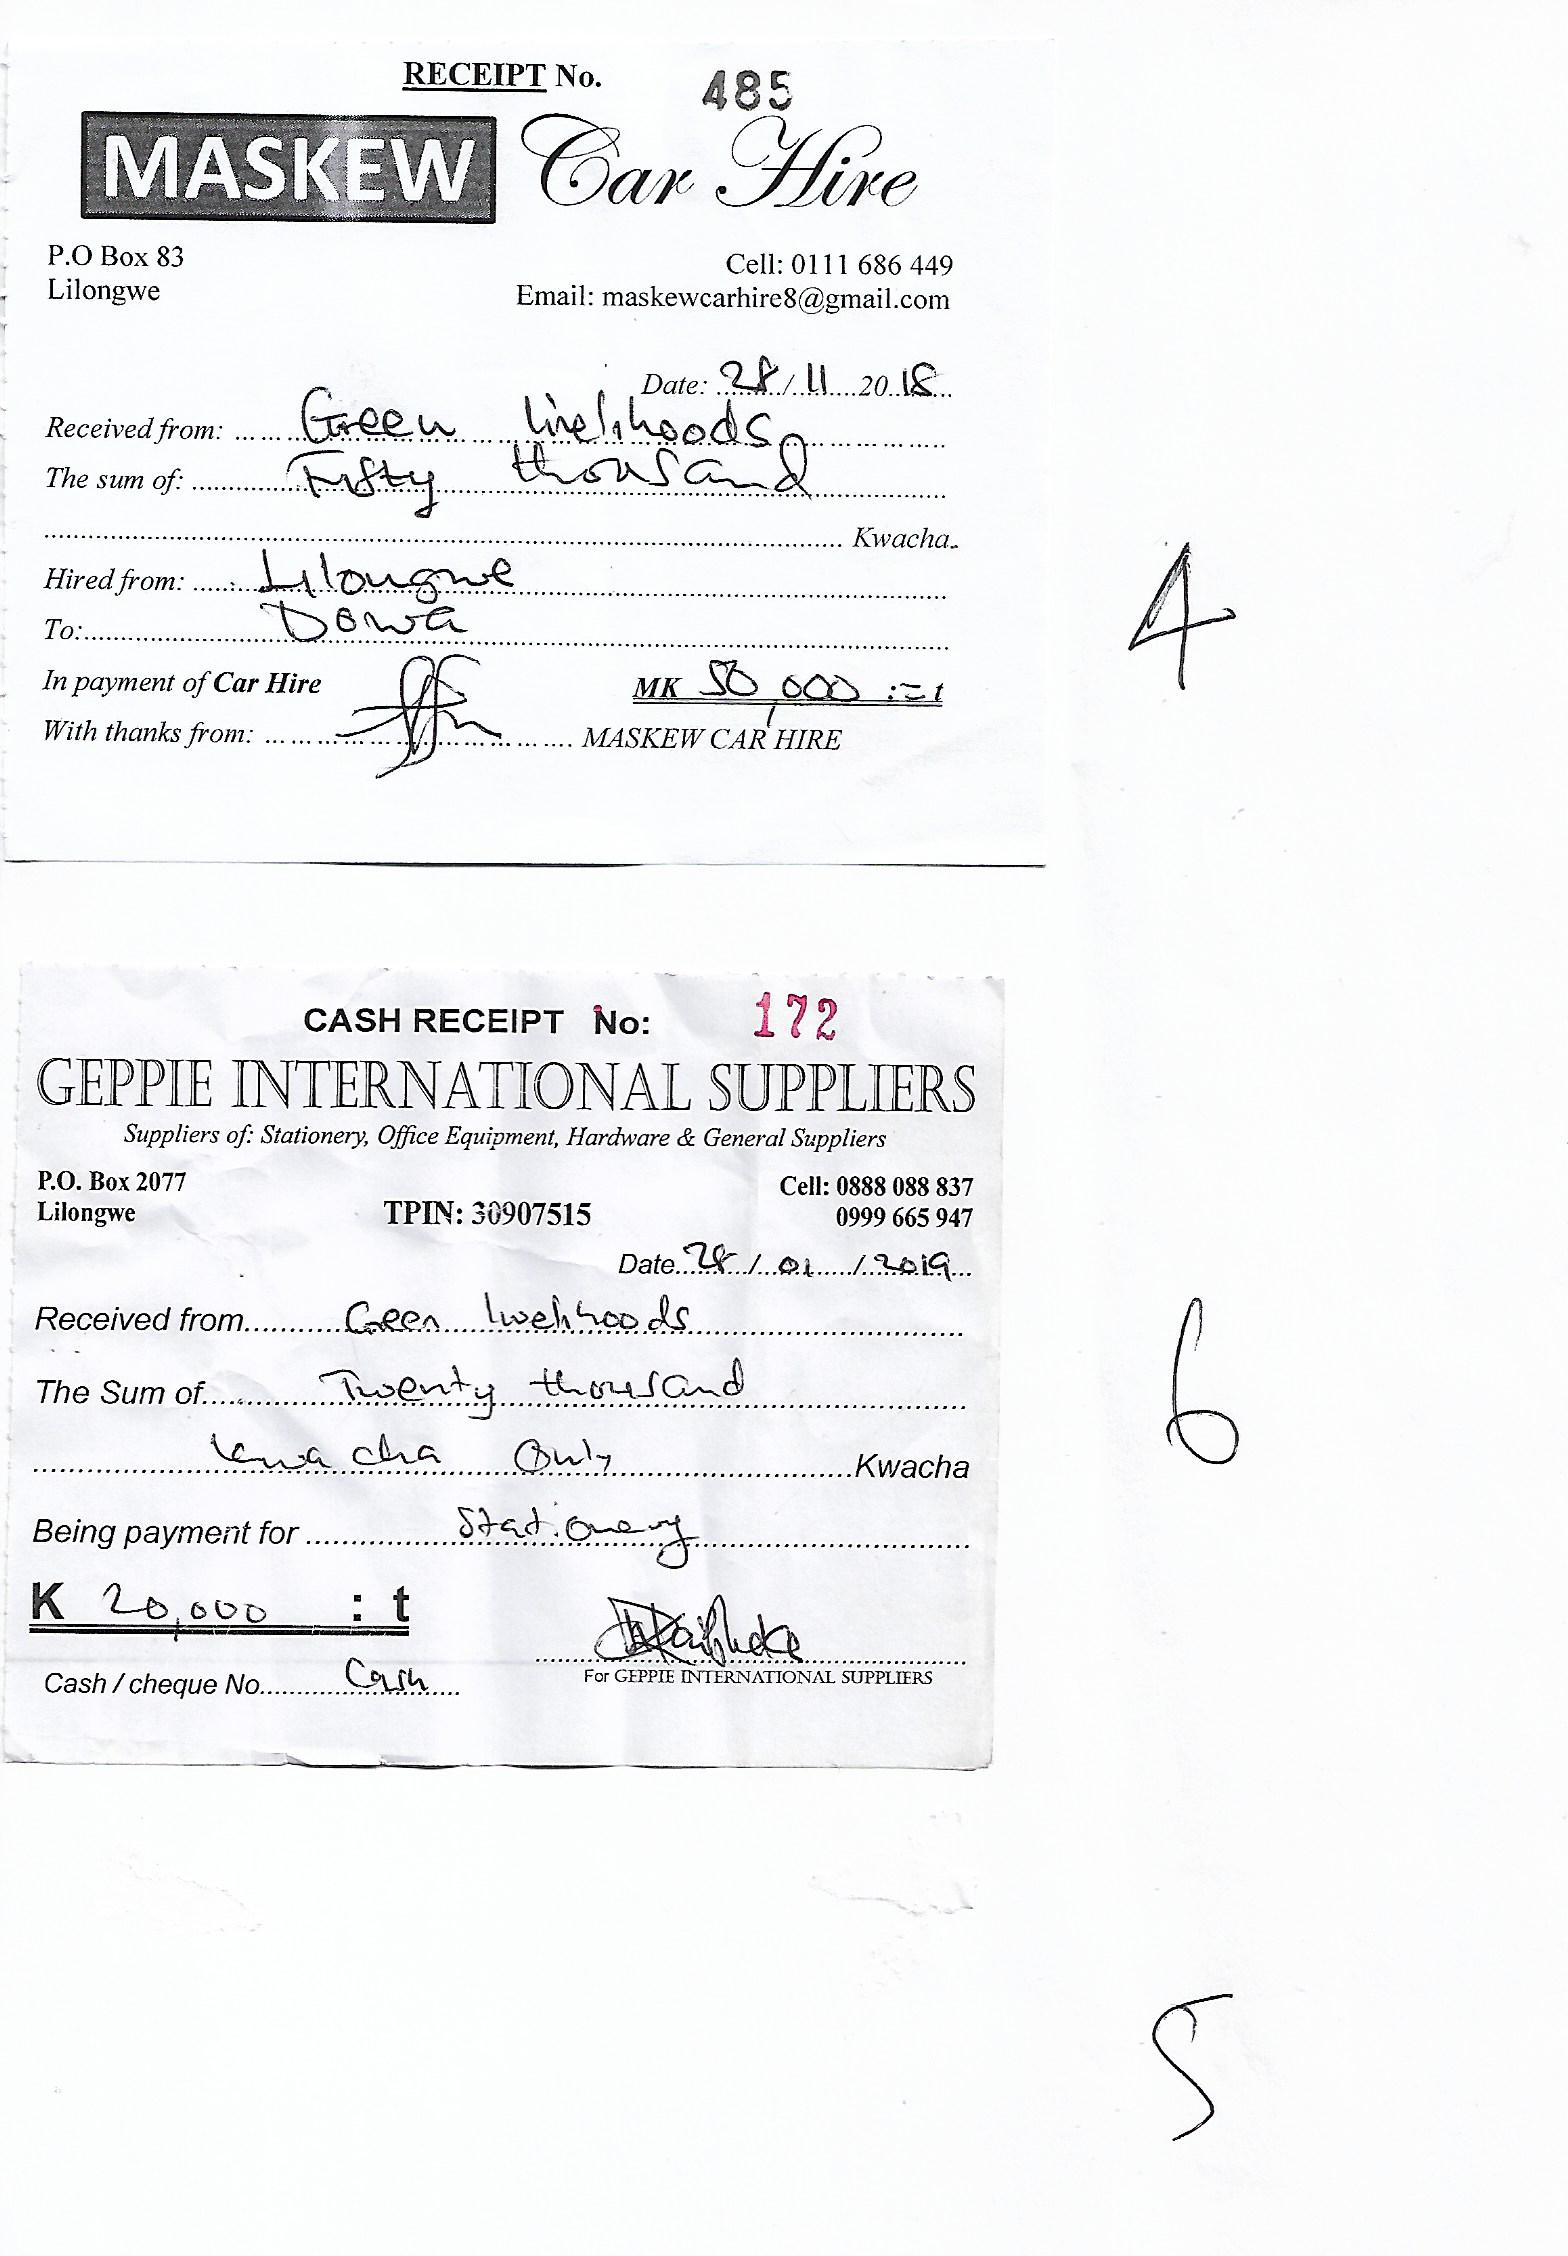 RECEIPT No. 485
MASKEW Car Hire
P.O Box 83
Lilongwe
Cell: 0111 686 449
Email: maskewcarhire8@gmail.com
Date: 28/11 2018
Received from: Green livelihoods
The sum of: Fifty thousand
Kwacha.
Hired from: Lilongwe
To: Dowa
In payment of Car Hire MK 50,000 := t
With thanks from: MASKEW CAR HIRE
4
CASH RECEIPT No: 172
GEPPIE INTERNATIONAL SUPPLIERS
Suppliers of: Stationery, Office Equipment, Hardware & General Suppliers
P.O. Box 2077
Lilongwe
TPIN: 30907515
Cell: 0888 088 837
0999 665 947
Date 28/01/2019
Received from Green livelihoods
The Sum of Twenty thousand
kwacha Only Kwacha
Being payment for Stationery
K 20,000 : t
Cash / cheque No. Cash
For GEPPIE INTERNATIONAL SUPPLIERS
6
5